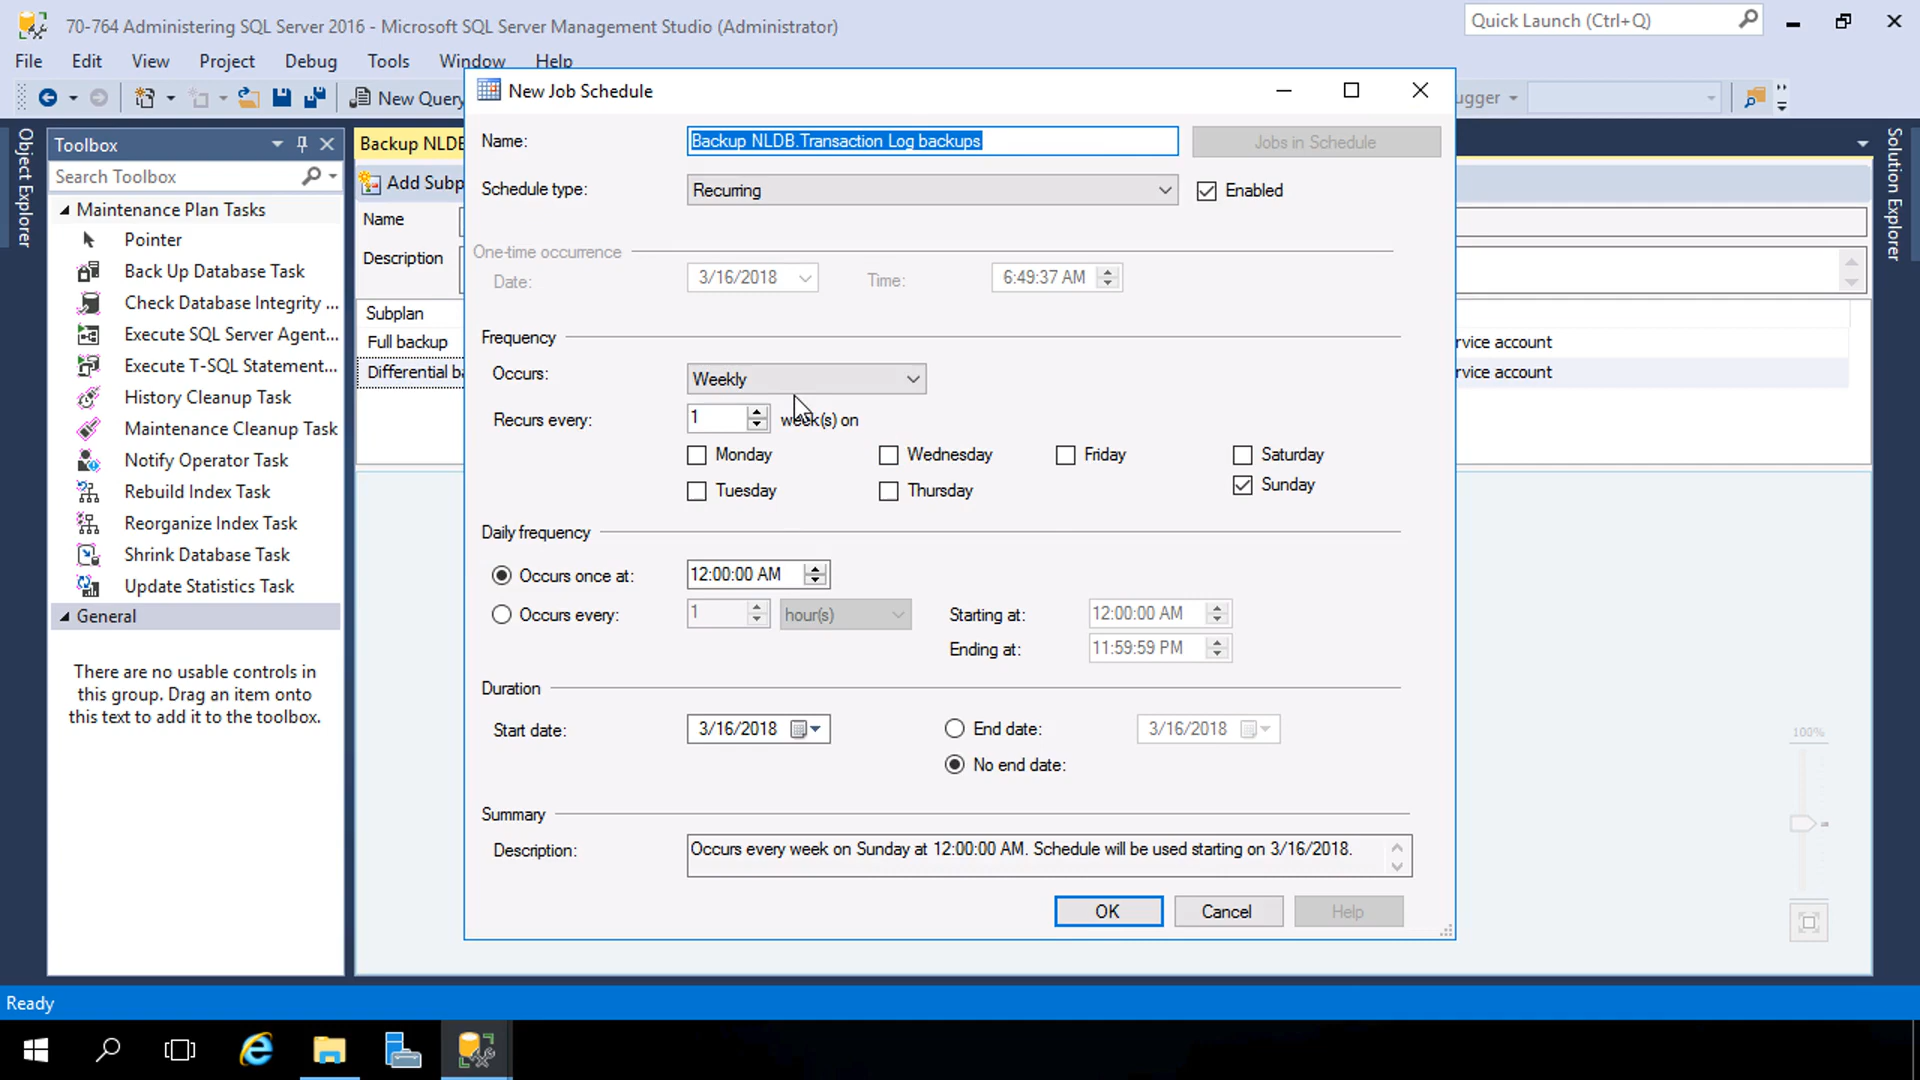 70-764 Administering SQL Server 2016 - Microsoft SQL Server Management Studio (Administrator)
Quick Launch (Ctrl+Q)
File Edit View Project Debug Tools Window Help
New Query
ugger
Object Explorer
Solution Explorer
Toolbox
Search Toolbox
Maintenance Plan Tasks
Pointer
Back Up Database Task
Check Database Integrity ...
Execute SQL Server Agent...
Execute T-SQL Statement...
History Cleanup Task
Maintenance Cleanup Task
Notify Operator Task
Rebuild Index Task
Reorganize Index Task
Shrink Database Task
Update Statistics Task
General
There are no usable controls in
this group. Drag an item onto
this text to add it to the toolbox.
Backup NLDB
Add Subp
Name
Description
Subplan
Full backup
Differential ba
rvice account
rvice account
100%
New Job Schedule
Name: Backup NLDB.Transaction Log backups Jobs in Schedule
Schedule type: Recurring Enabled
One-time occurrence
Date: 3/16/2018 Time: 6:49:37 AM
Frequency
Occurs: Weekly
Recurs every: 1 week(s) on
Monday Wednesday Friday Saturday
Tuesday Thursday Sunday
Daily frequency
Occurs once at: 12:00:00 AM
Occurs every: 1 hour(s) Starting at: 12:00:00 AM
Ending at: 11:59:59 PM
Duration
Start date: 3/16/2018 End date: 3/16/2018
No end date:
Summary
Description: Occurs every week on Sunday at 12:00:00 AM. Schedule will be used starting on 3/16/2018.
OK Cancel Help
Ready